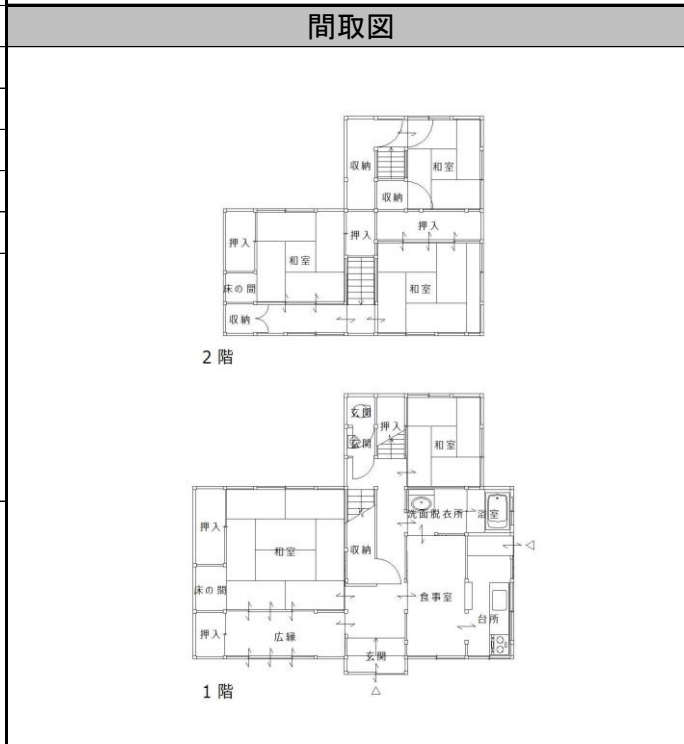 間取図
収納
和室
収納
押入
押入
押入
和室
和室
床の間
収納
2階
玄関
押入
玄関
和室
洗面脱衣所
浴室
押入
和室
収納
床の間
食事室
台所
押入
広縁
玄関
1階